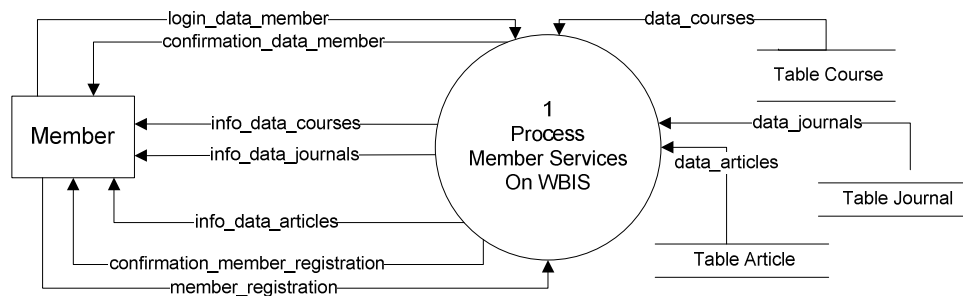 login_data_member
data_courses
confirmation_data_member
Table Course
Member
1
Process
Member Services
On WBIS
info_data_courses
data_journals
info_data_journals
data_articles
Table Journal
info_data_articles
Table Article
confirmation_member_registration
member_registration